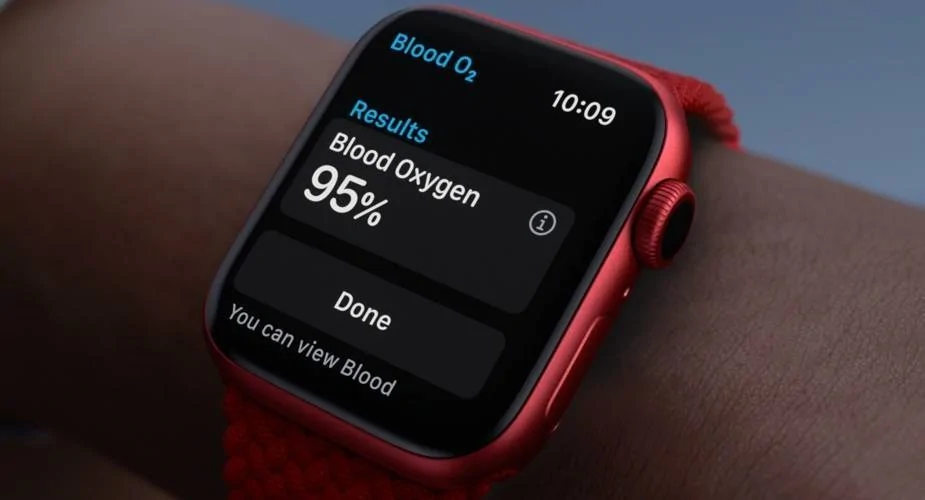 Blood O₂
10:09
Results
Blood Oxygen
95%
Done
You can view Blood